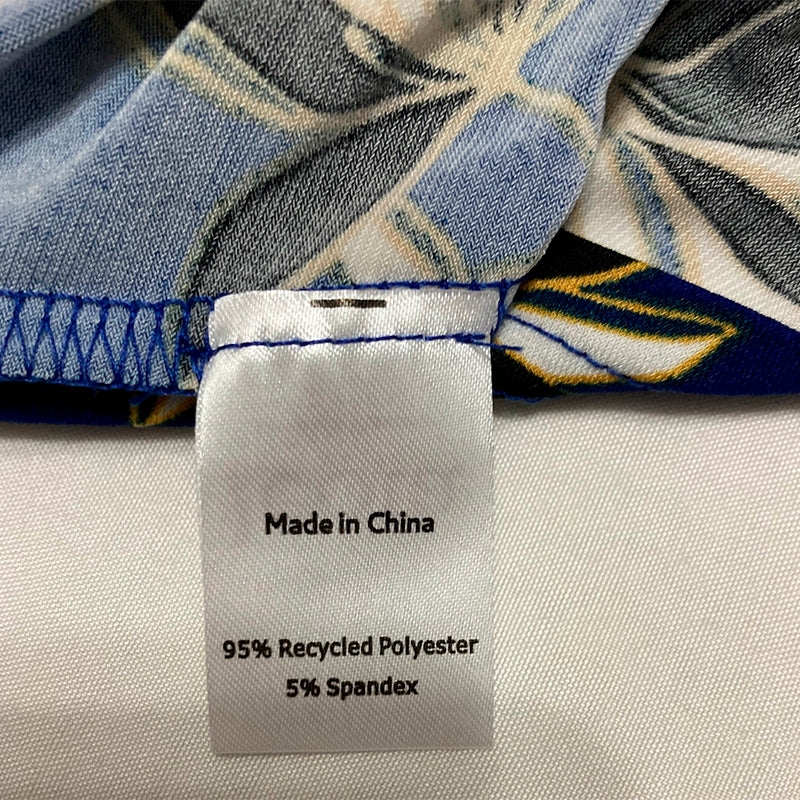 Made in China
95% Recycled Polyester
5% Spandex